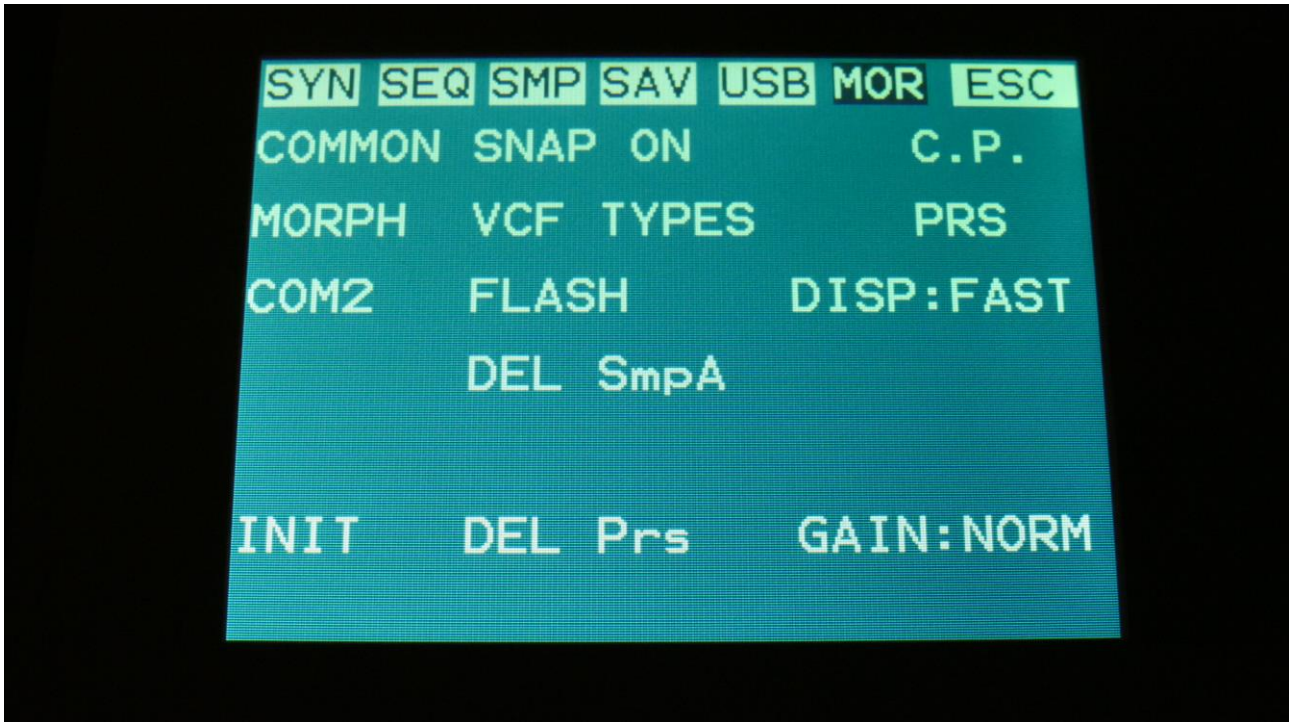 SYN SEQ SMP SAV USB MOR ESC
COMMON SNAP ON C.P.
MORPH VCF TYPES PRS
COM2 FLASH DISP:FAST
DEL SmpA
INIT DEL Prs GAIN:NORM